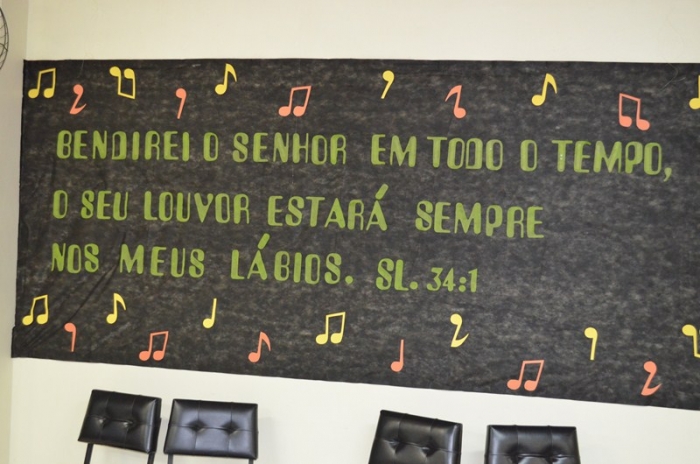 BENDIREI O SENHOR EM TODO O TEMPO,
O SEU LOUVOR ESTARÁ SEMPRE
NOS MEUS LÁBIOS. SL. 34:1